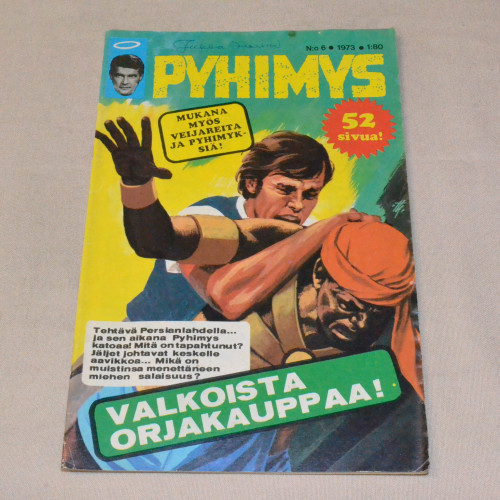 N:o 6 ● 1973 ● 1:80
PYHIMYS
MUKANA
MYÖS
VEIJAREITA
JA PYHIMYK-
SIÄ!
52
sivua!
Tehtävä Persianlahdella...
ja sen aikana Pyhimys
katoaa! Mitä on tapahtunut?
Jäljet johtavat keskelle
aavikkoa... Mikä on
muistinsa menettäneen
miehen salaisuus?
VALKOISTA
ORJAKAUPPAA!